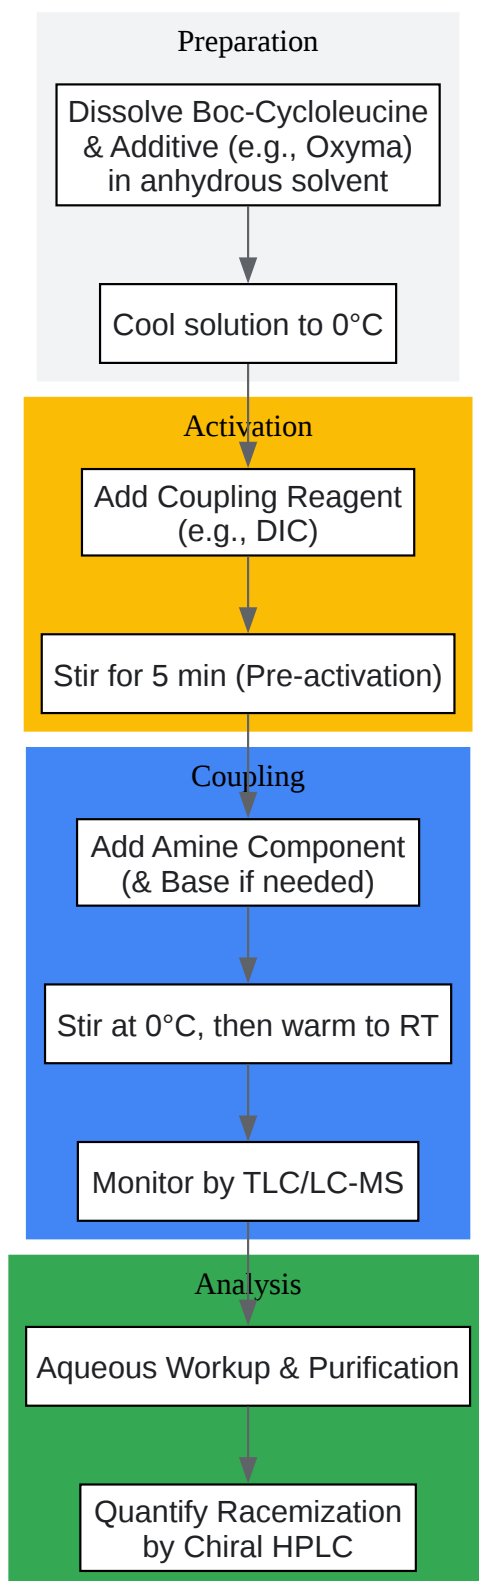 Preparation
Dissolve Boc-Cycloleucine
& Additive (e.g., Oxyma)
in anhydrous solvent
Cool solution to 0°C
Activation
Add Coupling Reagent
(e.g., DIC)
Stir for 5 min (Pre-activation)
Coupling
Add Amine Component
(& Base if needed)
Stir at 0°C, then warm to RT
Monitor by TLC/LC-MS
Analysis
Aqueous Workup & Purification
Quantify Racemization
by Chiral HPLC